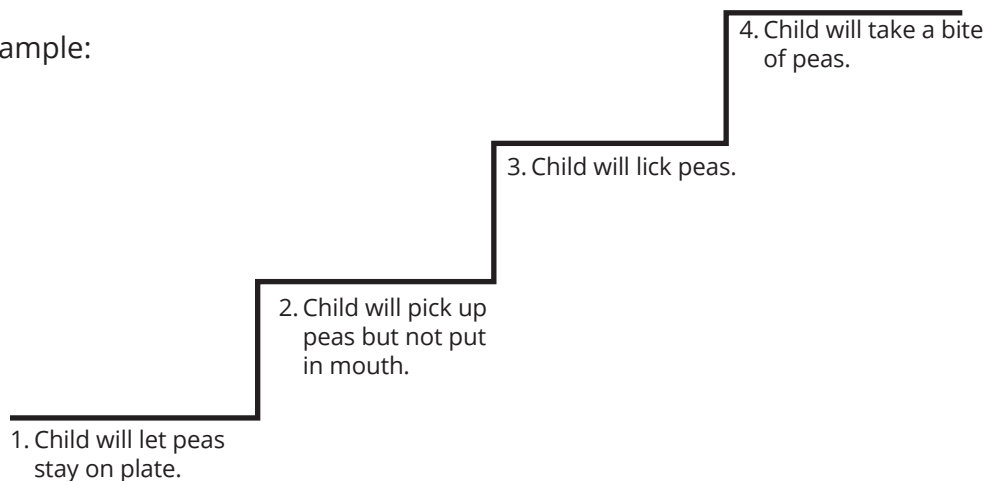 ample:
1. Child will let peas
stay on plate.
2. Child will pick up
peas but not put
in mouth.
3. Child will lick peas.
4. Child will take a bite
of peas.